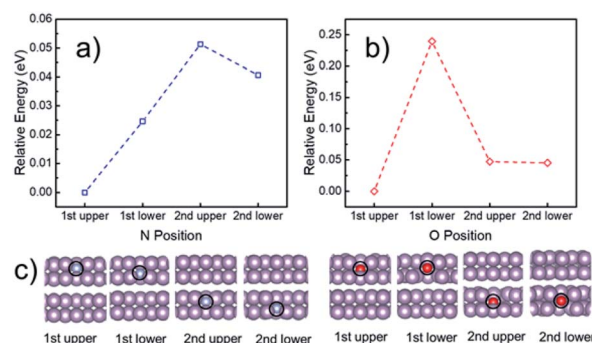 a)
Relative Energy (eV)
0.06
0.05
0.04
0.03
0.02
0.01
0.00
1st upper 1st lower 2nd upper 2nd lower
N Position
b)
Relative Energy (eV)
0.25
0.20
0.15
0.10
0.05
0.00
1st upper 1st lower 2nd upper 2nd lower
O Position
c)
1st upper 1st lower 2nd upper 2nd lower
1st upper 1st lower 2nd upper 2nd lower